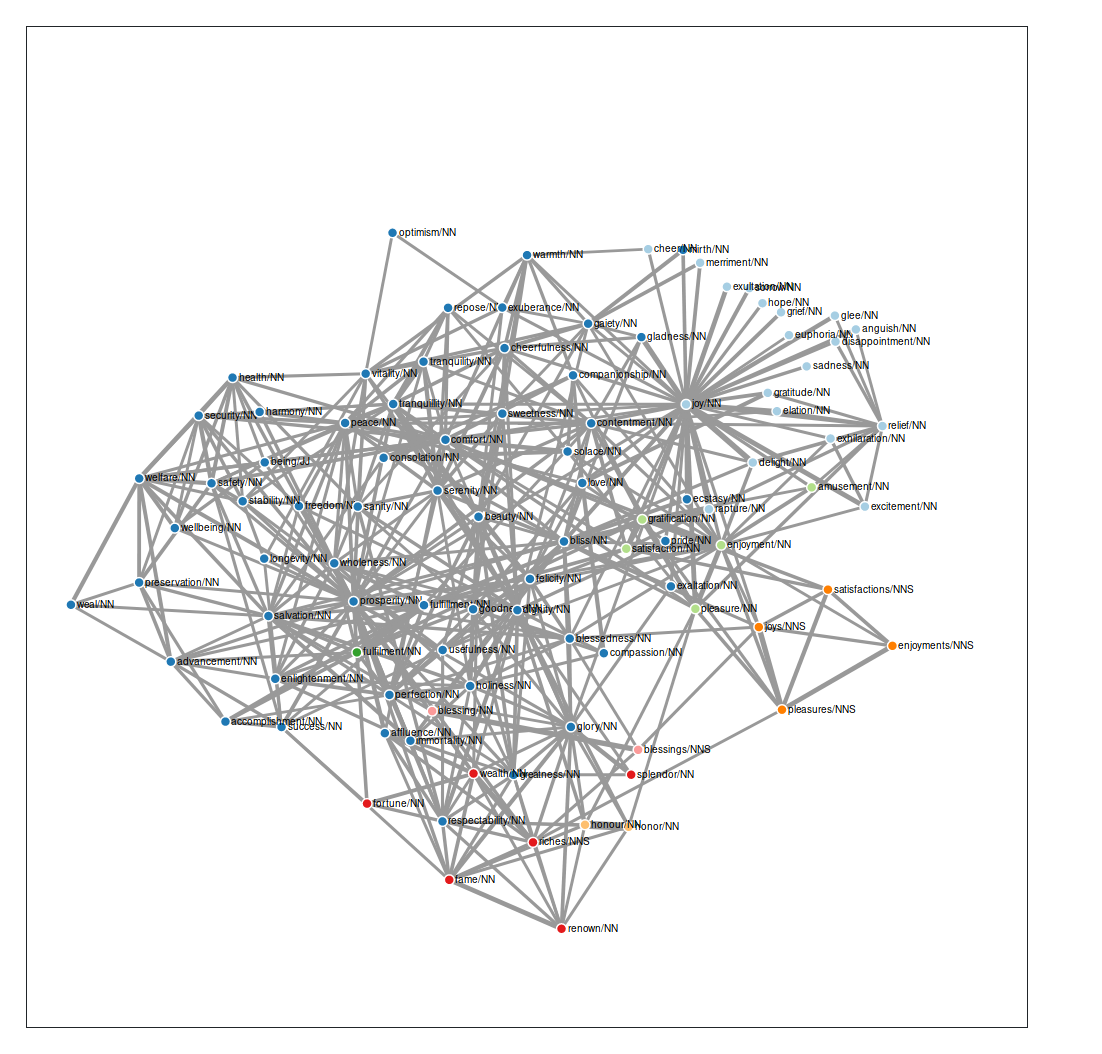 optimism/NN
warmth/NN
cheer/NN
mirth/NN
merriment/NN
exultation/NN
sorrow/NN
hope/NN
grief/NN
glee/NN
anguish/NN
euphoria/NN
disappointment/NN
repose/NN
exuberance/NN
gaiety/NN
gladness/NN
cheerfulness/NN
tranquility/NN
sadness/NN
health/NN
vitality/NN
companionship/NN
gratitude/NN
tranquillity/NN
joy/NN
elation/NN
security/NN
harmony/NN
peace/NN
sweetness/NN
contentment/NN
relief/NN
comfort/NN
exhilaration/NN
solace/NN
being/JJ
consolation/NN
delight/NN
welfare/NN
safety/NN
love/NN
amusement/NN
serenity/NN
stability/NN
freedom/NN
sanity/NN
ecstasy/NN
rapture/NN
excitement/NN
beauty/NN
gratification/NN
wellbeing/NN
bliss/NN
pride/NN
satisfaction/NN
enjoyment/NN
longevity/NN
wholeness/NN
preservation/NN
felicity/NN
exaltation/NN
satisfactions/NNS
weal/NN
prosperity/NN
fulfillment/NN
goodness/NN
dignity/NN
pleasure/NN
salvation/NN
joys/NNS
blessedness/NN
enjoyments/NNS
fulfilment/NN
usefulness/NN
compassion/NN
advancement/NN
enlightenment/NN
holiness/NN
perfection/NN
blessing/NN
pleasures/NNS
accomplishment/NN
success/NN
glory/NN
affluence/NN
immortality/NN
blessings/NNS
wealth/NN
greatness/NN
splendor/NN
fortune/NN
respectability/NN
honour/NN
honor/NN
riches/NNS
fame/NN
renown/NN